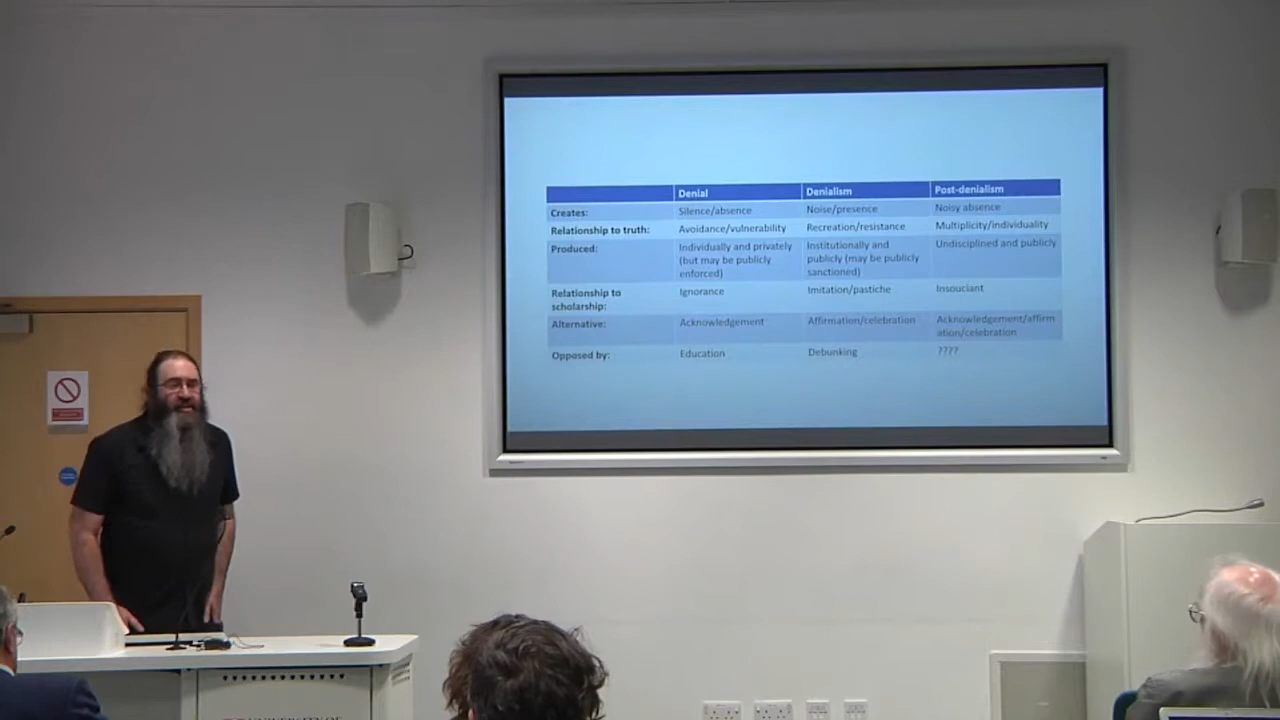 Denial Denialism Post-denialism
Creates: Silence/absence Noise/presence Noisy absence
Relationship to truth: Avoidance/vulnerability Recreation/resistance Multiplicity/individuality
Produced: Individually and privately Institutionally and Undisciplined and publicly
(but may be publicly publicly (may be publicly
enforced) sanctioned)
Relationship to Ignorance Imitation/pastiche Insouciant
scholarship:
Alternative: Acknowledgement Affirmation/celebration Acknowledgement/affirm
ation/celebration
Opposed by: Education Debunking ????
UNIVERSITY OF